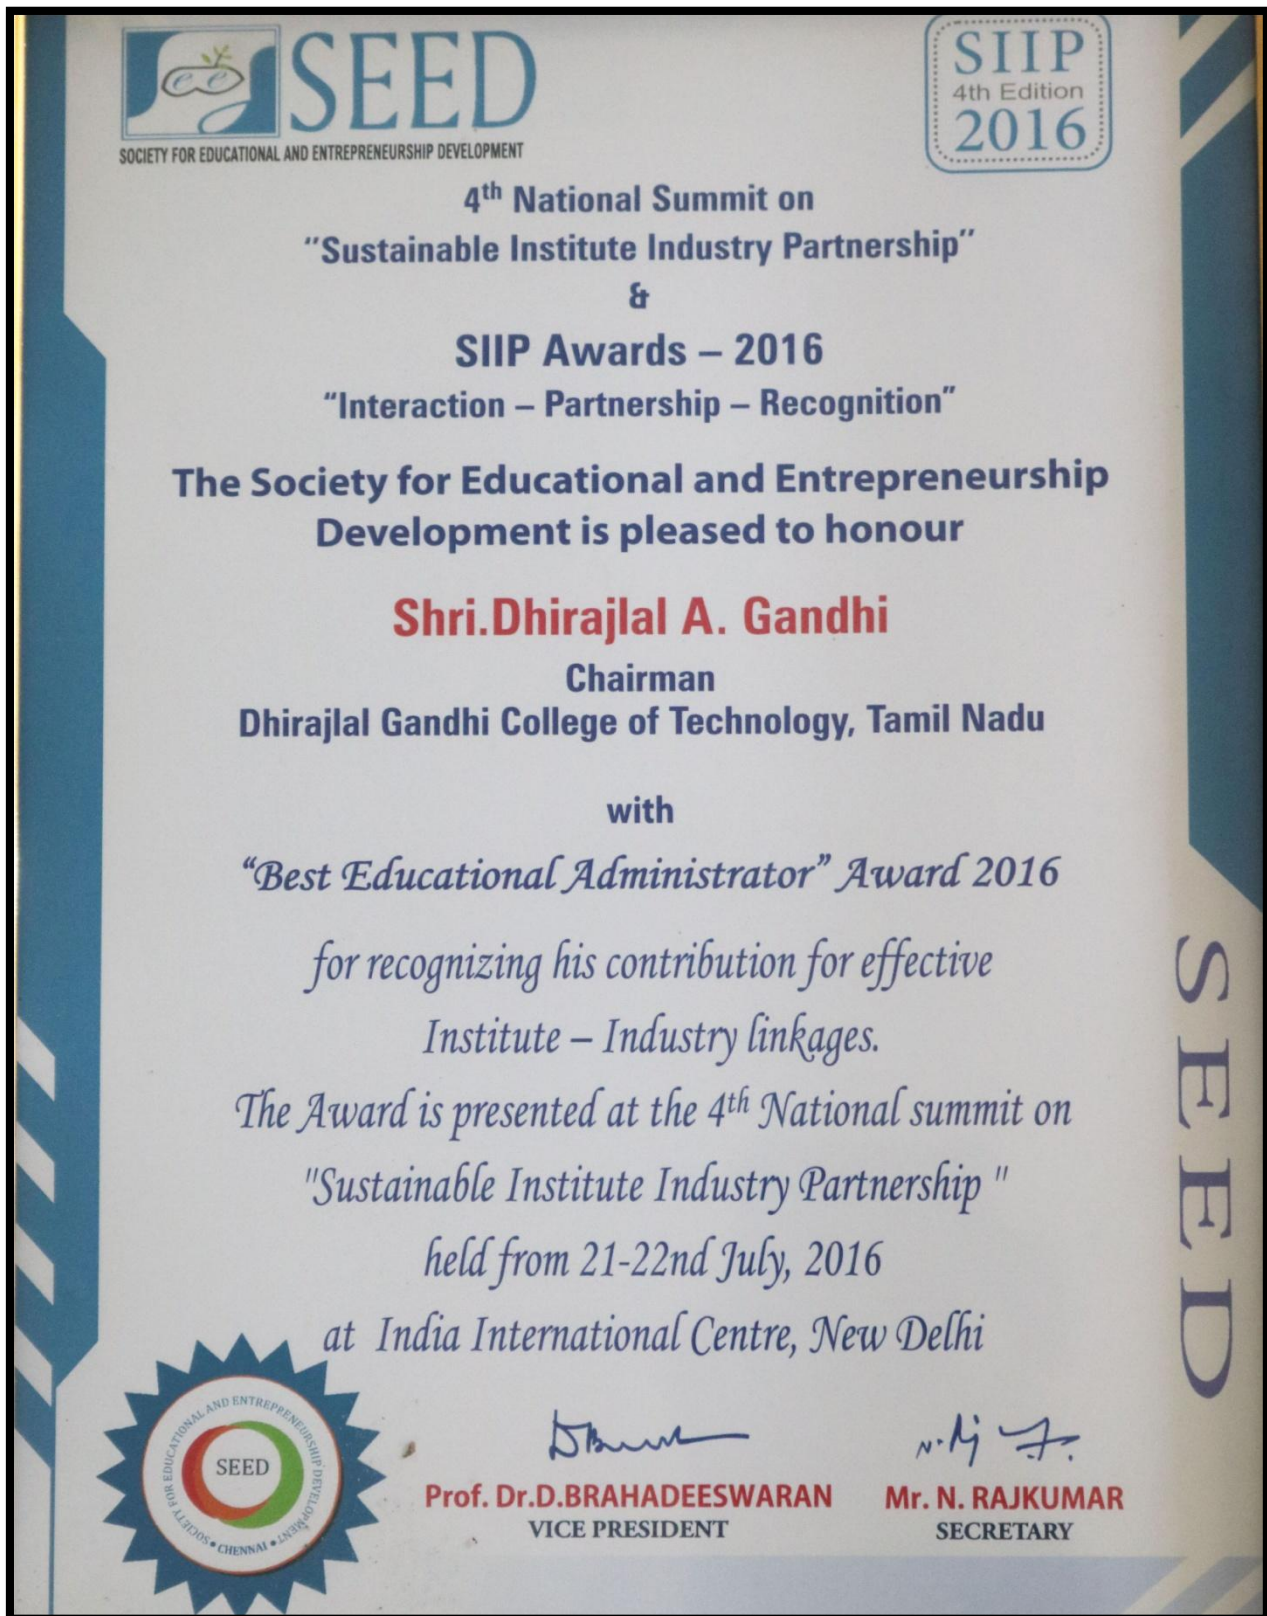 SEED
SOCIETY FOR EDUCATIONAL AND ENTREPRENEURSHIP DEVELOPMENT
SIIP
4th Edition
2016
4th National Summit on
"Sustainable Institute Industry Partnership"
&
SIIP Awards – 2016
"Interaction – Partnership – Recognition"
The Society for Educational and Entrepreneurship
Development is pleased to honour
Shri.Dhirajlal A. Gandhi
Chairman
Dhirajlal Gandhi College of Technology, Tamil Nadu
with
"Best Educational Administrator" Award 2016
for recognizing his contribution for effective
Institute – Industry linkages.
The Award is presented at the 4th National summit on
"Sustainable Institute Industry Partnership "
held from 21-22nd July, 2016
at India International Centre, New Delhi
SEED
SOCIETY FOR EDUCATIONAL AND ENTREPRENEURSHIP DEVELOPMENT
• CHENNAI •
SEED
Prof. Dr.D.BRAHADEESWARAN
VICE PRESIDENT
Mr. N. RAJKUMAR
SECRETARY